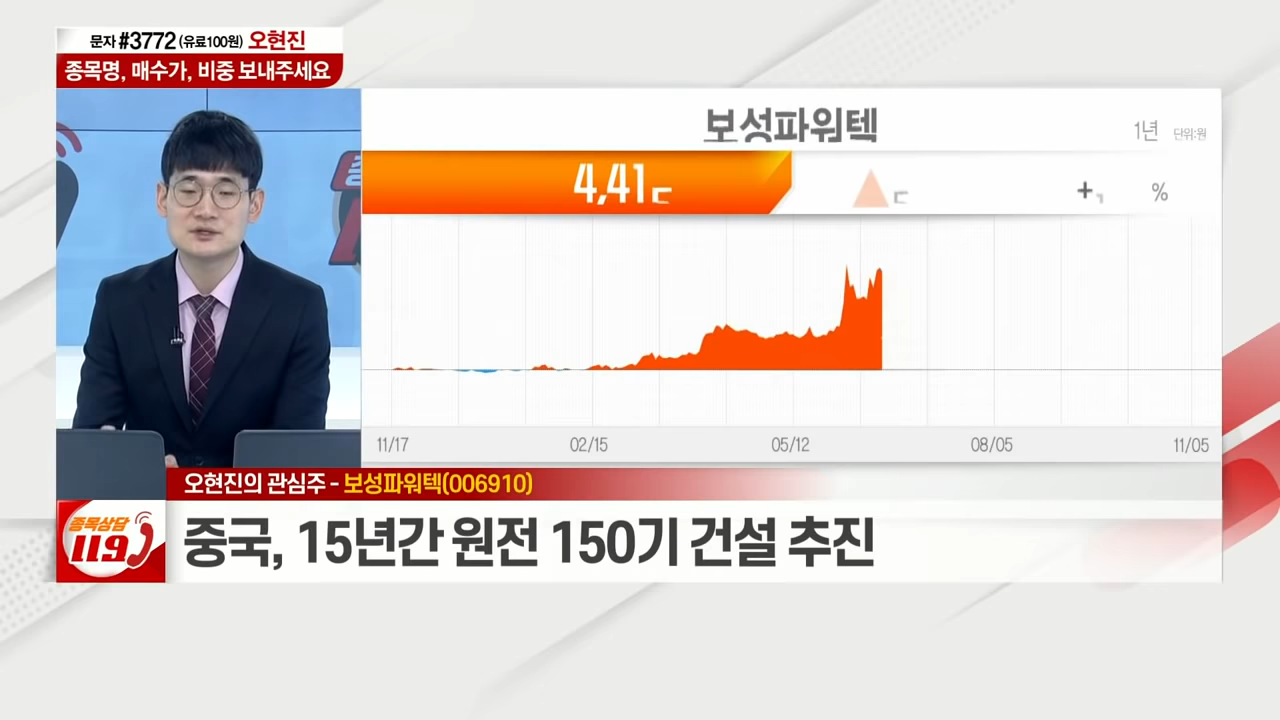 문자 #3772 (유료100원) 오현진
종목명, 매수가, 비중 보내주세요
보성파워텍
1년 단위:원
+ %
11/17 02/15 05/12 08/05 11/05
오현진의 관심주 - 보성파워텍(006910)
종목상담
119
중국, 15년간 원전 150기 건설 추진